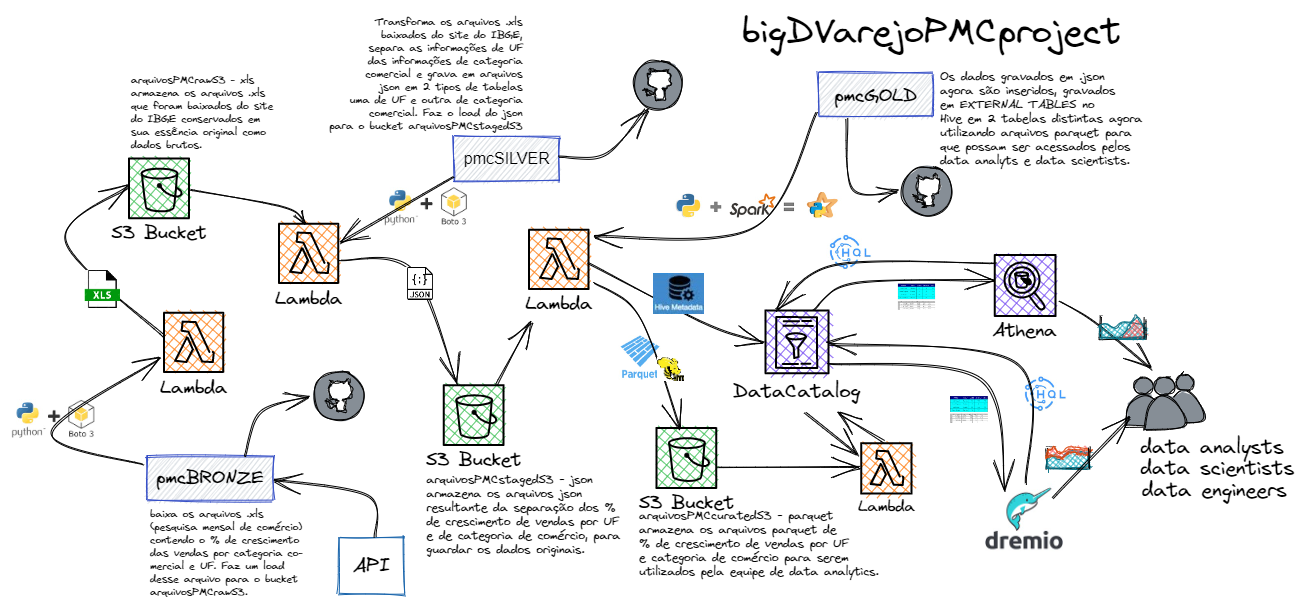 bigDVarejoPMCproject
Transforma os arquivos .xls
baixados do site do IBGE,
separa as informações de UF
das informações de categoria
comercial e grava em arquivos
json em 2 tipos de tabelas
uma de UF e outra de categoria
comercial. Faz o load do json
para o bucket arquivosPMCstagedS3
arquivosPMCrawS3 - xls
armazena os arquivos .xls
que foram baixados do site
do IBGE conservados em
sua essência original como
dados brutos.
pmcGOLD
Os dados gravados em json
agora são inseridos, gravados
em EXTERNAL TABLES no
Hive em 2 tabelas distintas agora
utilizando arquivos parquet para
que possam ser acessados pelos
data analyts e data scientists.
pmcSILVER
python
+
Boto 3
+
Spark
=
S3 Bucket
Lambda
XLS
{:}
JSON
Lambda
Hive Metadata
HQL
Athena
Lambda
Parquet
DataCatalog
HQL
python
+
Boto 3
S3 Bucket
arquivosPMCstagedS3 - json
armazena os arquivos json
resultante da separação dos %
de crescimento de vendas por UF
e de categoria de comércio, para
guardar os dados originais.
data analysts
data scientists
data engineers
pmcBRONZE
baixa os arquivos .xls
(pesquisa mensal de comércio)
contendo o % de crescimento
das vendas por categoria co-
mercial e UF. Faz um load
desse arquivo para o bucket
arquivosPMCrawS3.
API
S3 Bucket
arquivosPMCcuratedS3 - parquet
armazena os arquivos parquet de
% de crescimento de vendas por UF
e categoria de comércio para serem
utilizados pela equipe de data analytics.
Lambda
dremio